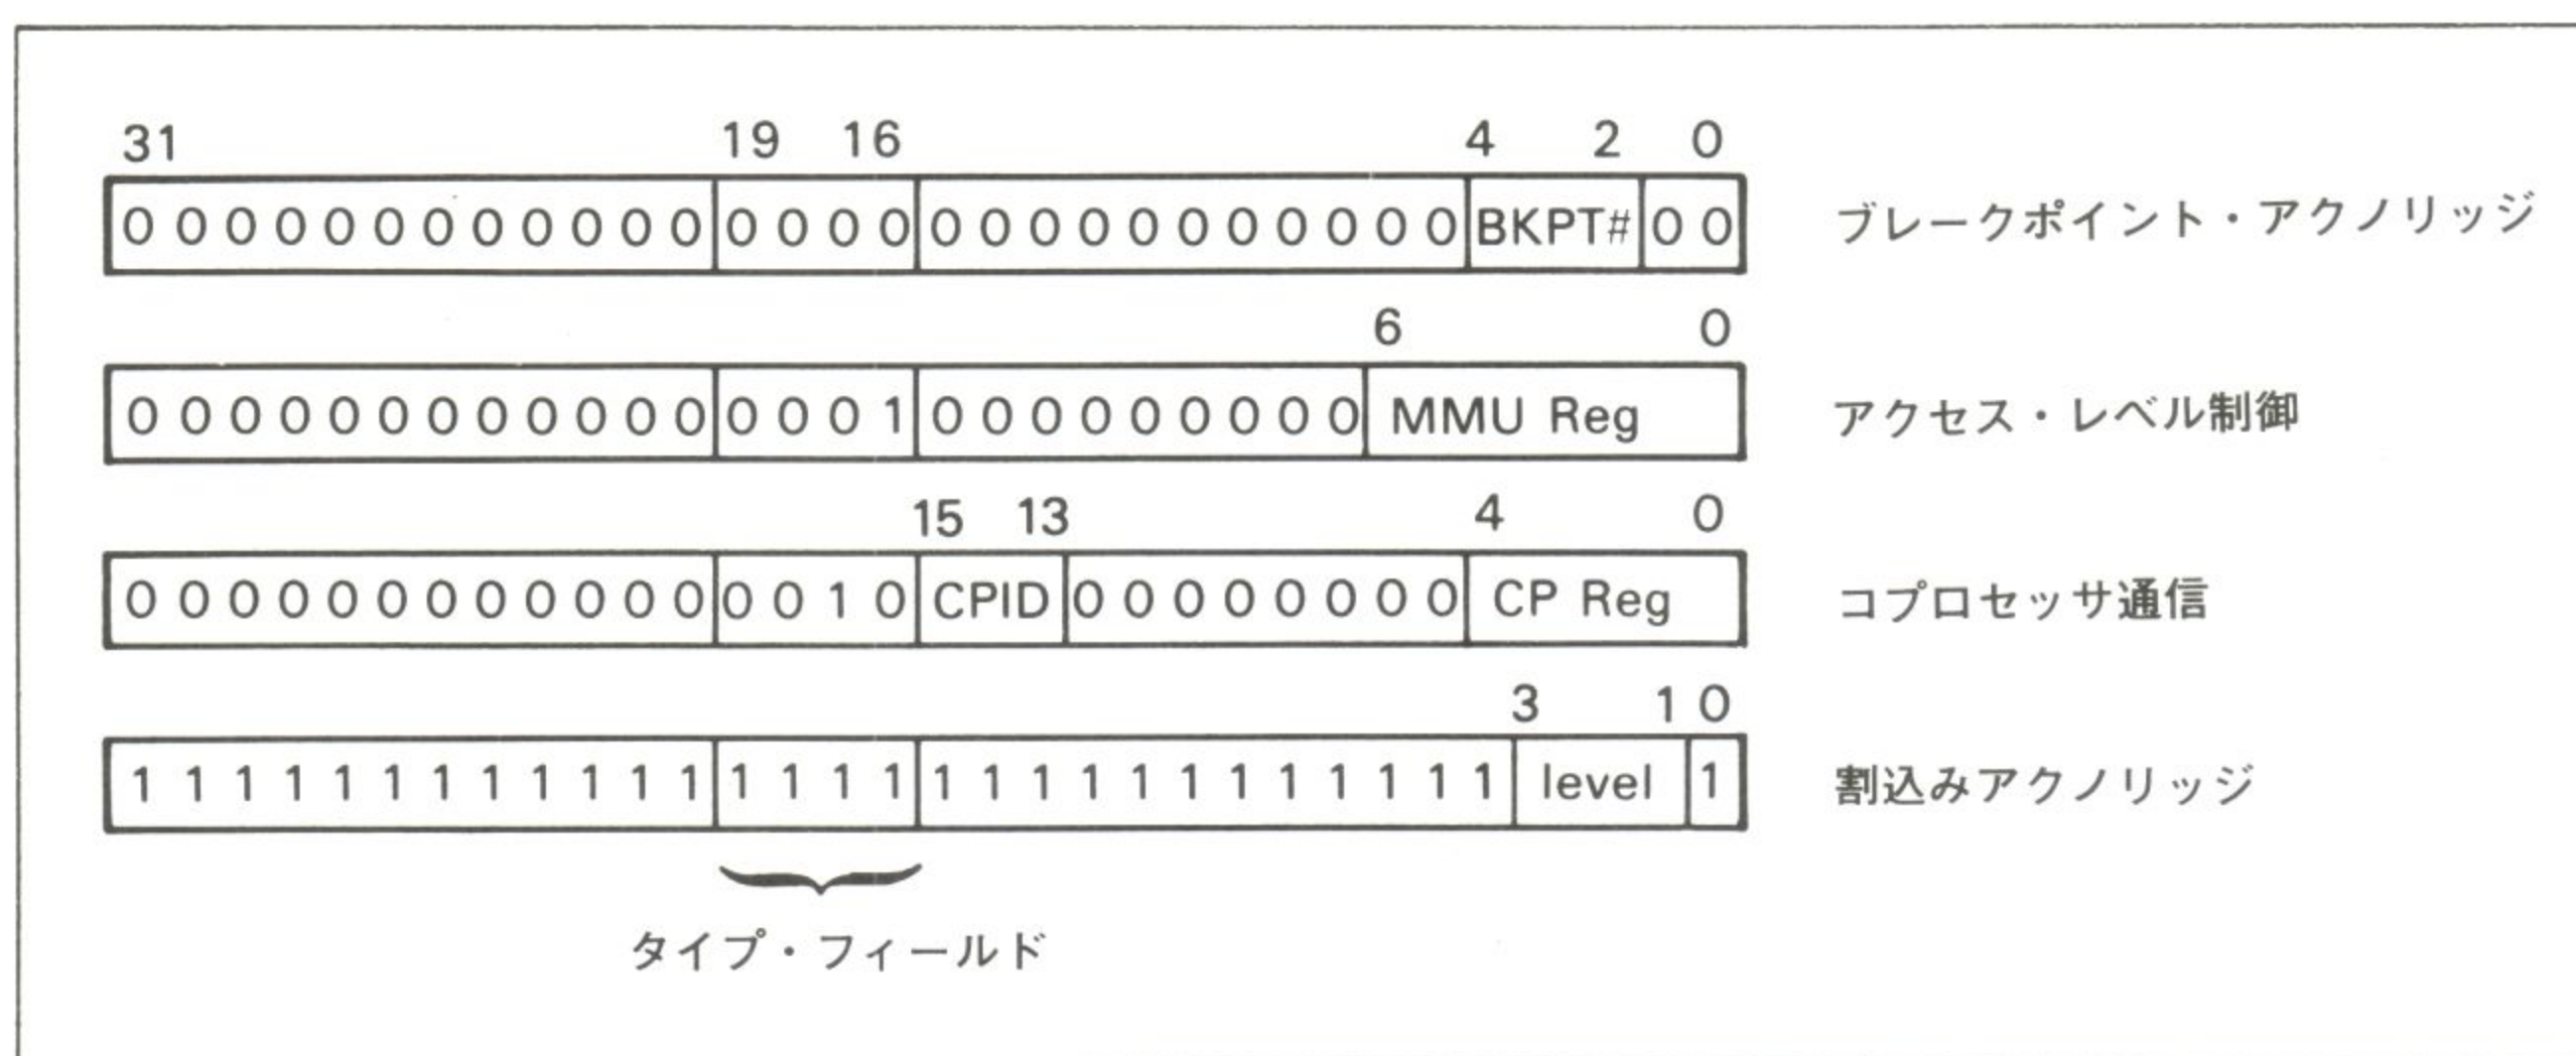 31 19 16 4 2 0
0 0 0 0 0 0 0 0 0 0 0 0 0 0 0 0 0 0 0 0 0 0 0 0 0 0 0 BKPT# 0 0 ブレークポイント・アクノリッジ
6 0
0 0 0 0 0 0 0 0 0 0 0 0 0 0 0 1 0 0 0 0 0 0 0 0 0 MMU Reg アクセス・レベル制御
15 13 4 0
0 0 0 0 0 0 0 0 0 0 0 0 0 0 1 0 CPID 0 0 0 0 0 0 0 0 CP Reg コプロセッサ通信
3 1 0
1 1 1 1 1 1 1 1 1 1 1 1 1 1 1 1 1 1 1 1 1 1 1 1 1 1 1 1 level 1 割込みアクノリッジ
タイプ・フィールド